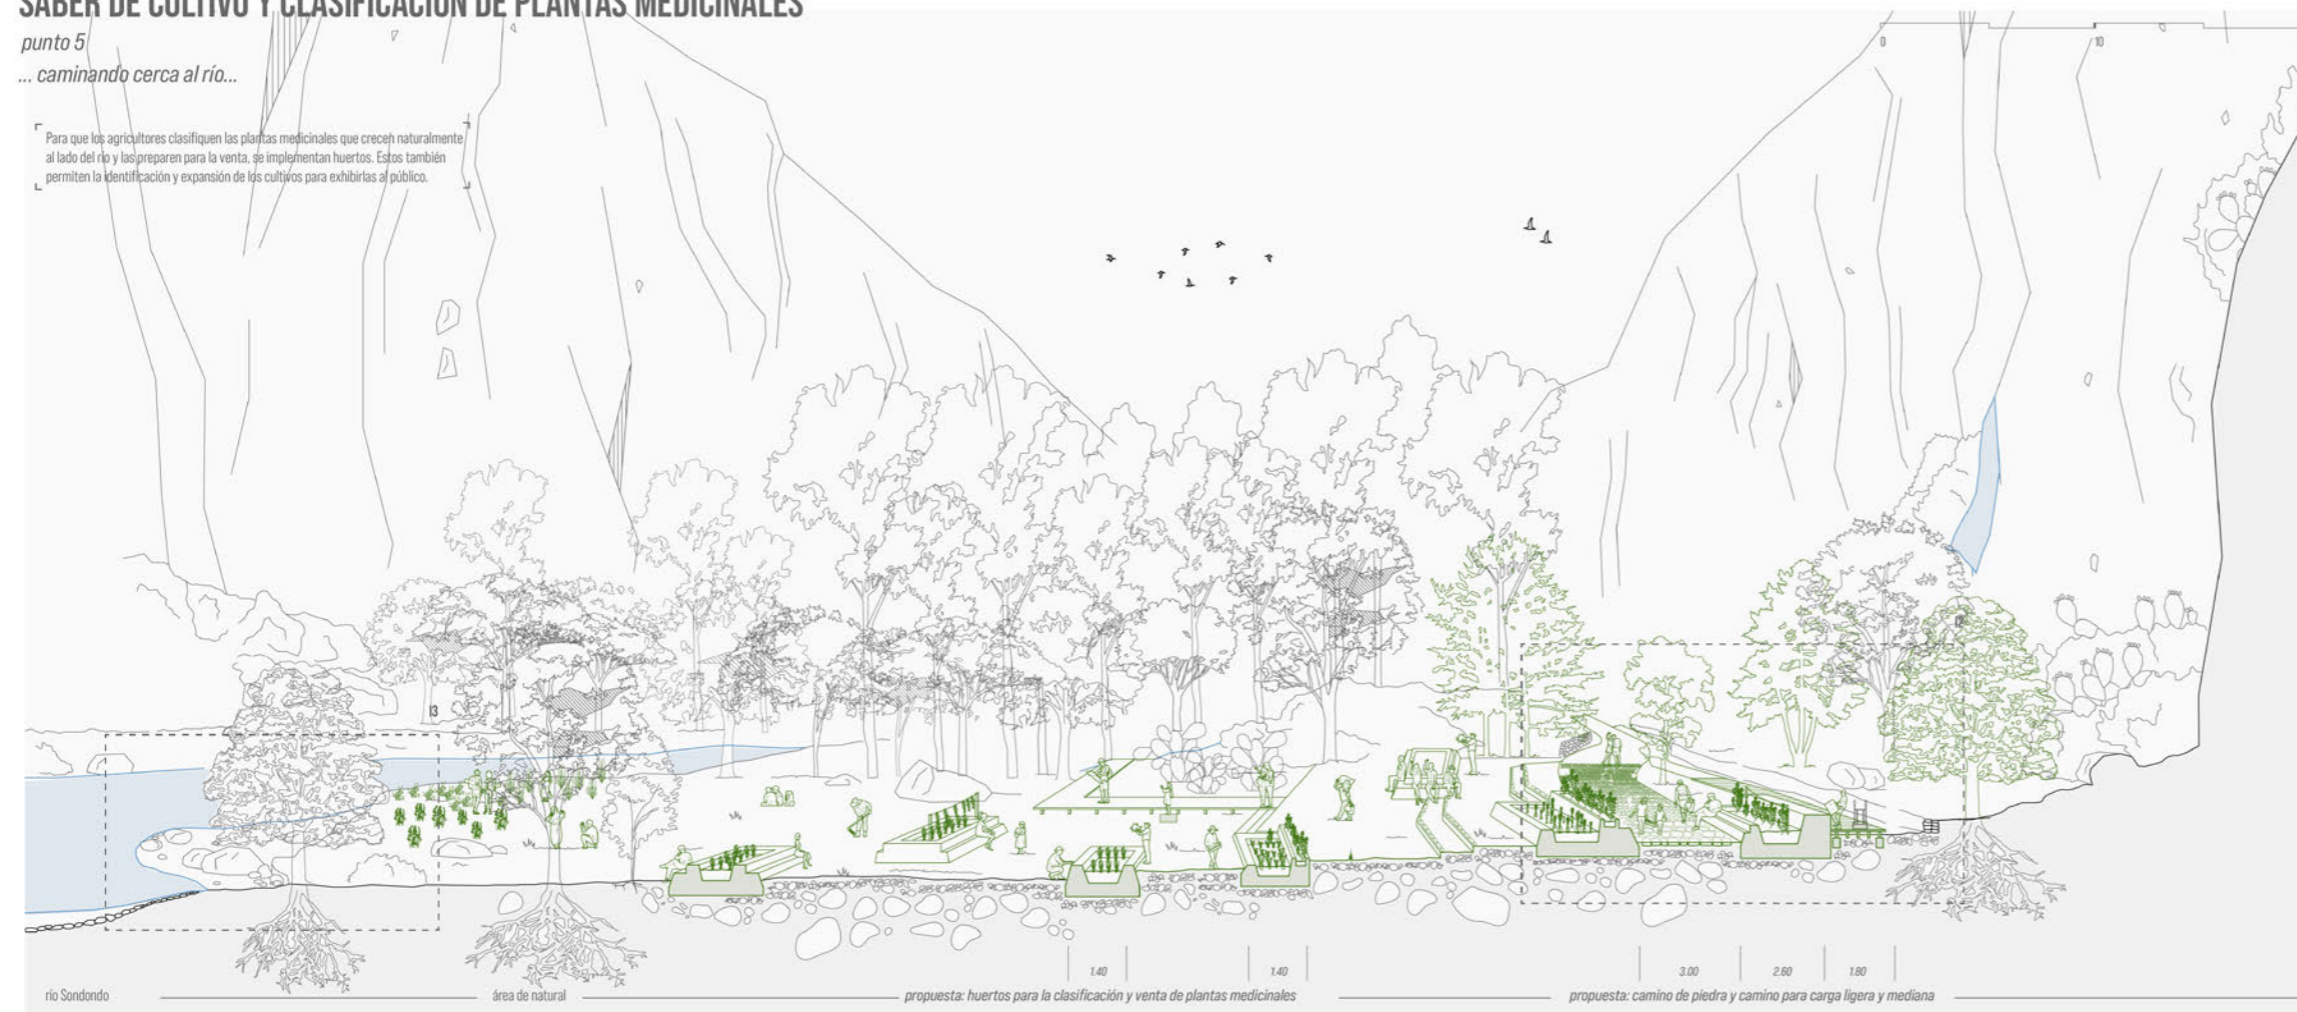 SABER DE CULTIVO Y CLASIFICACIÓN DE PLANTAS MEDICINALES
punto 5
... caminando cerca al río...
0
10
Para que los agricultores clasifiquen las plantas medicinales que crecen naturalmente
al lado del río y las preparen para la venta, se implementan huertos. Estos también
permiten la identificación y expansión de los cultivos para exhibirlas al público.
12
13
1.40
1.40
3.00
2.60
1.80
río Sondondo
área de natural
propuesta: huertos para la clasificación y venta de plantas medicinales
propuesta: camino de piedra y camino para carga ligera y mediana